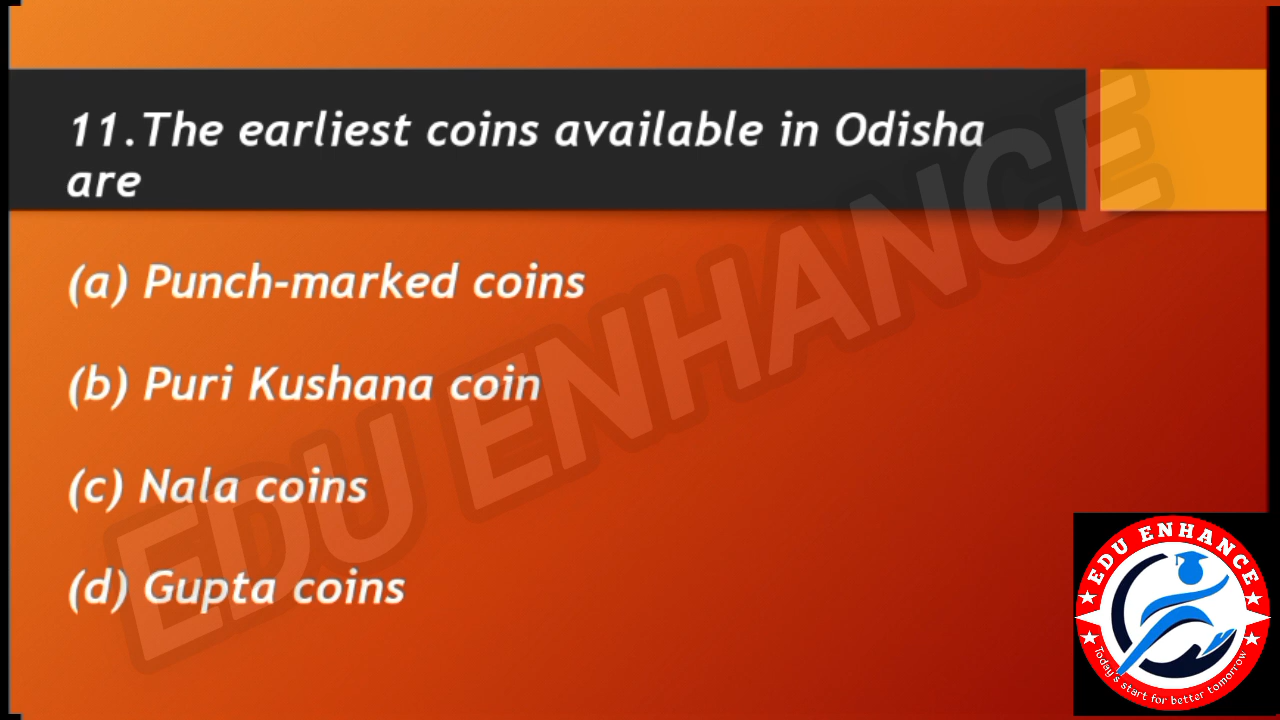 11.The earliest coins available in Odisha
are
(a) Punch-marked coins
(b) Puri Kushana coin
(c) Nala coins
(d) Gupta coins
EDU ENHANCE
EDU ENHANCE
Today's start for better tomorrow